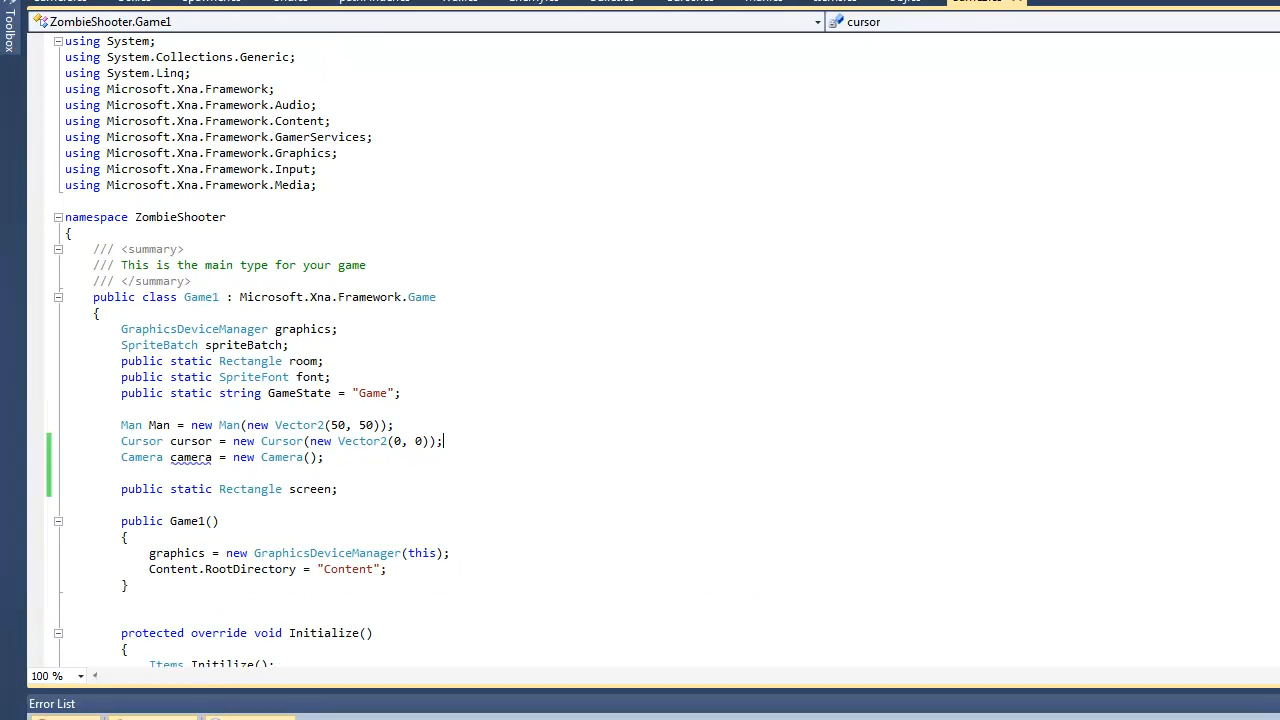 Toolbox
ZombieShooter.Game1
cursor
using System;
using System.Collections.Generic;
using System.Linq;
using Microsoft.Xna.Framework;
using Microsoft.Xna.Framework.Audio;
using Microsoft.Xna.Framework.Content;
using Microsoft.Xna.Framework.GamerServices;
using Microsoft.Xna.Framework.Graphics;
using Microsoft.Xna.Framework.Input;
using Microsoft.Xna.Framework.Media;
namespace ZombieShooter
{
/// <summary>
/// This is the main type for your game
/// </summary>
public class Game1 : Microsoft.Xna.Framework.Game
{
GraphicsDeviceManager graphics;
SpriteBatch spriteBatch;
public static Rectangle room;
public static SpriteFont font;
public static string GameState = "Game";
Man Man = new Man(new Vector2(50, 50));
Cursor cursor = new Cursor(new Vector2(0, 0));
Camera camera = new Camera();
public static Rectangle screen;
public Game1()
{
graphics = new GraphicsDeviceManager(this);
Content.RootDirectory = "Content";
}
protected override void Initialize()
{
Items.Initilize();
100 %
Error List